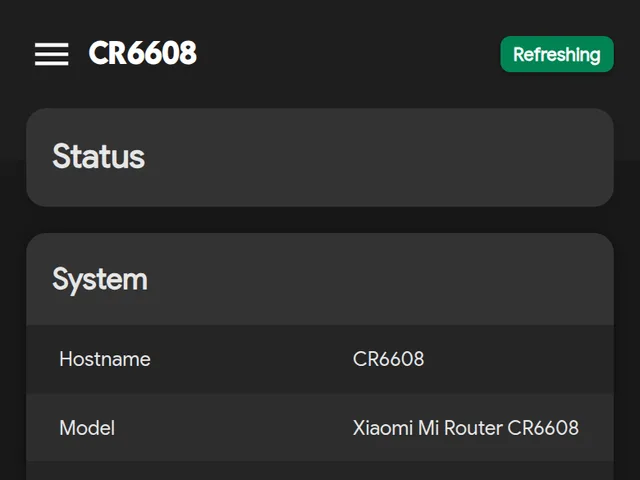 CR6608 Refreshing
Status
System
Hostname CR6608
Model Xiaomi Mi Router CR6608